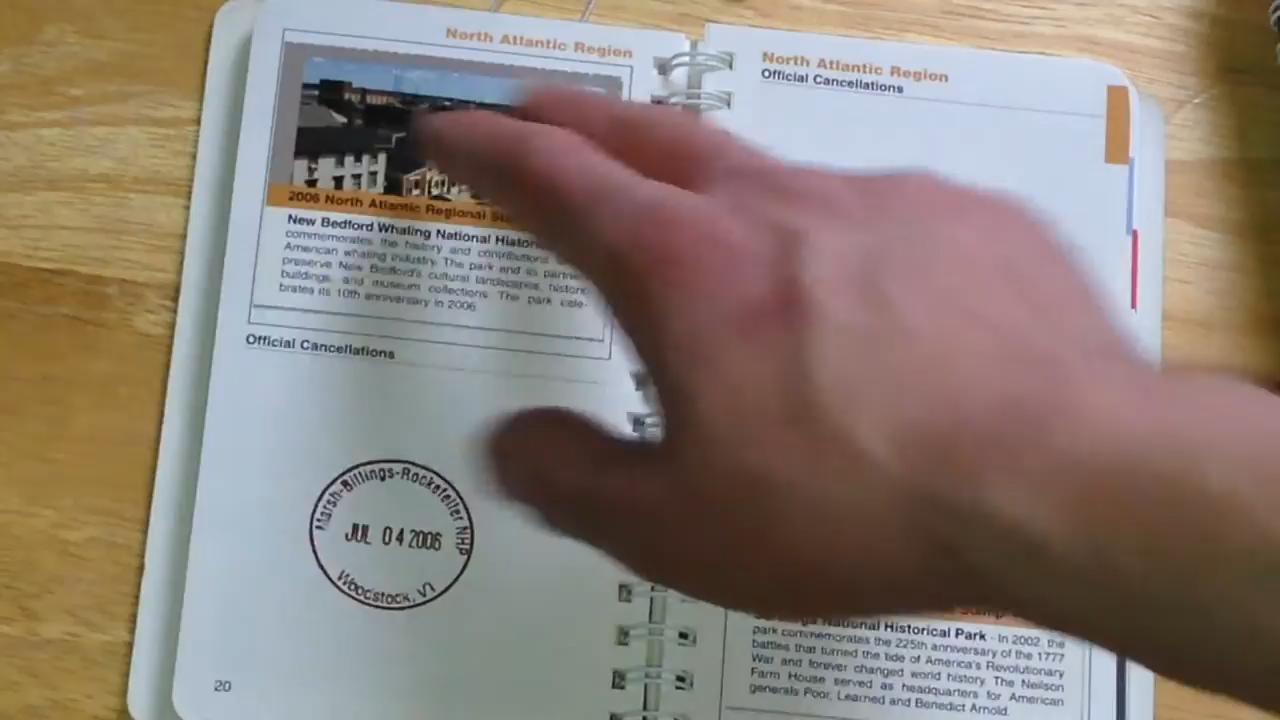 North Atlantic Region
2006 North Atlantic Regional
New Bedford Whaling National
commemorates the history and contributions
American whaling industry. The park and its
preserve New Bedford's cultural landscapes, historic
buildings, and museum collections. The park cele-
brates its 10th anniversary in 2006.
Official Cancellations
Marsh-Billings-Rockefeller NHP
JUL 04 2006
Woodstock, VT
20
North Atlantic Region
Official Cancellations
National Historical Park - In 2002, the
park commemorates the 225th anniversary of the 1777
battles that turned the tide of America's Revolutionary
War and forever changed world history. The Neilson
Farm House served as headquarters for American
generals Poor, Learned and Benedict Arnold.